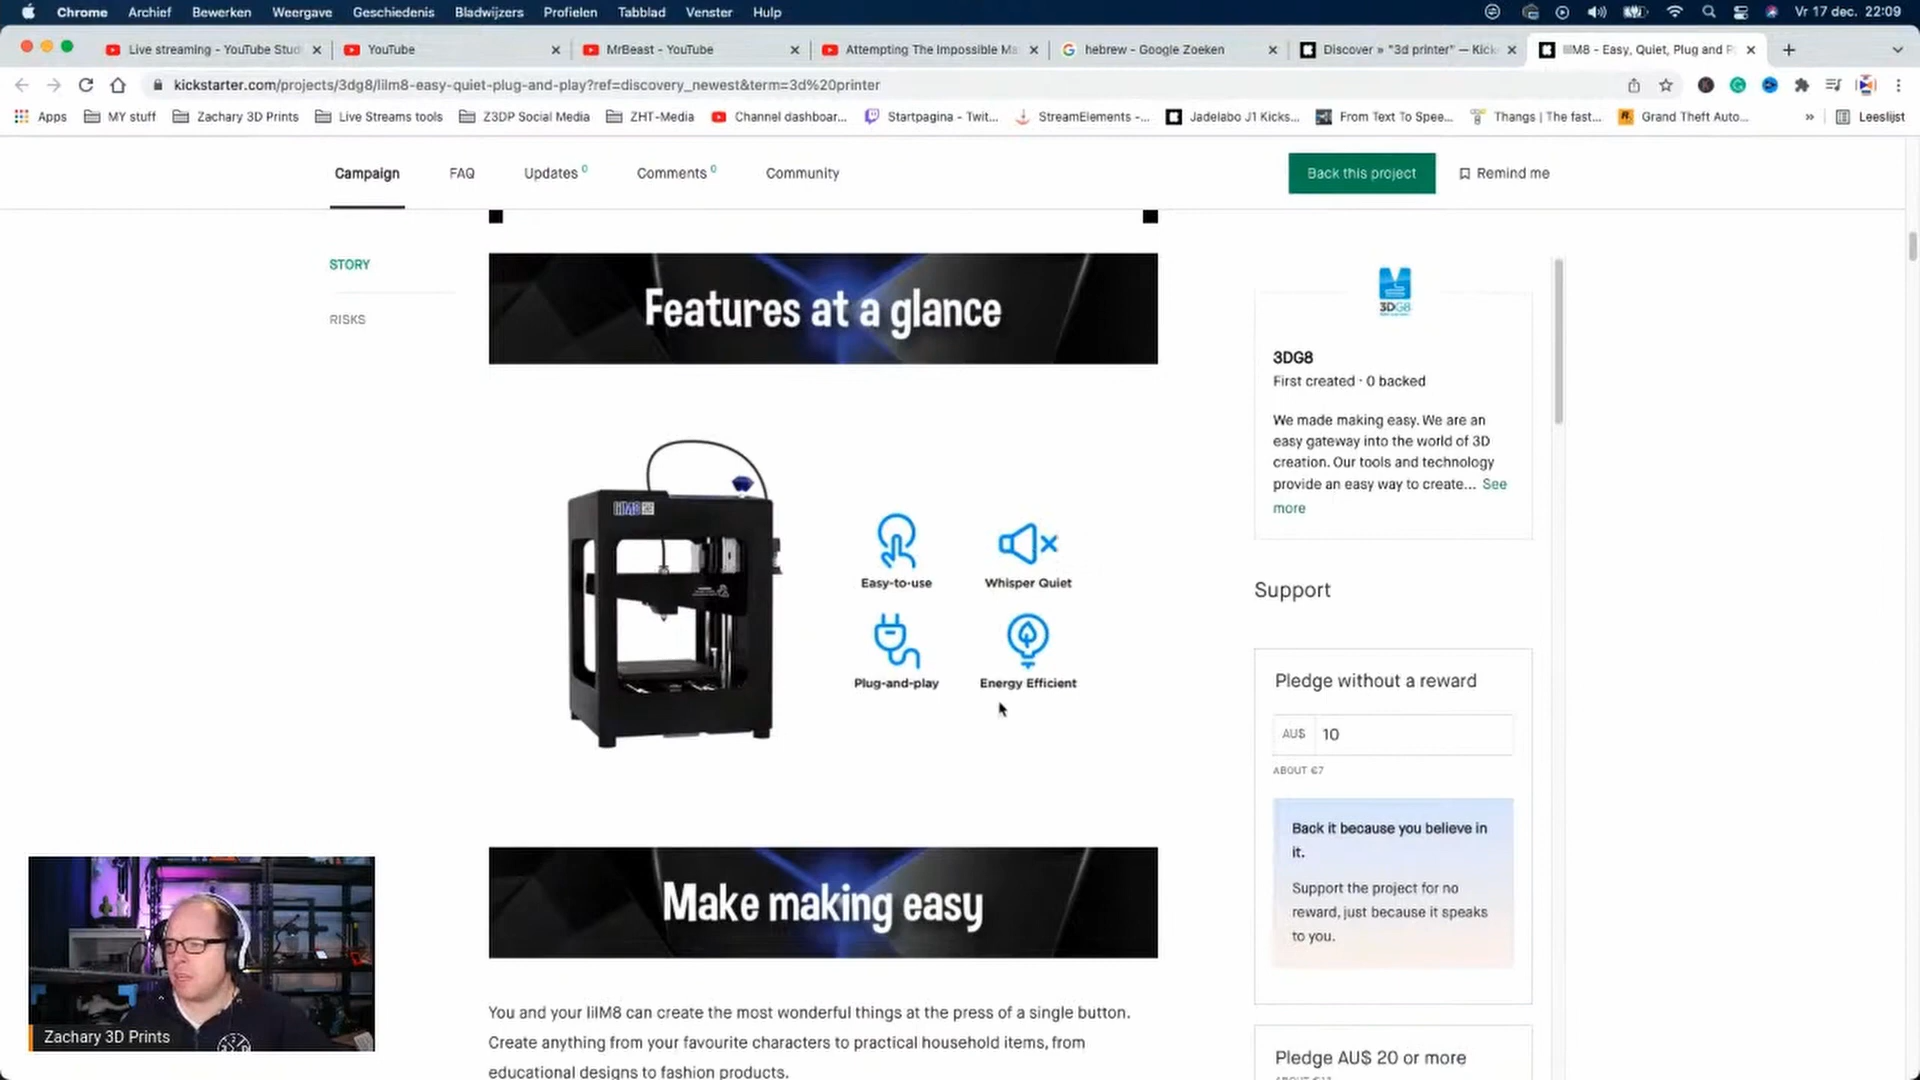 Chrome Archief Bewerken Weergave Geschiedenis Bladwijzers Profielen Tabblad Venster Hulp Vr 17 dec. 22:09
Live streaming - YouTube Stud YouTube MrBeast - YouTube Attempting The Impossible Ma hebrew - Google Zoeken Discover » "3d printer" — Kick lilM8 - Easy, Quiet, Plug and P
kickstarter.com/projects/3dg8/lilm8-easy-quiet-plug-and-play?ref=discovery_newest&term=3d%20printer
Apps MY stuff Zachary 3D Prints Live Streams tools Z3DP Social Media ZHT-Media Channel dashboar... Startpagina - Twit... StreamElements -... Jadelabo J1 Kicks... From Text To Spee... Thangs | The fast... Grand Theft Auto... » Leeslijst
Campaign FAQ Updates 0 Comments 0 Community Back this project Remind me
STORY
RISKS
Features at a glance
lilM8
Easy-to-use Whisper Quiet
Plug-and-play Energy Efficient
Make making easy
You and your lilM8 can create the most wonderful things at the press of a single button.
Create anything from your favourite characters to practical household items, from
educational designs to fashion products.
3DG8
3DG8
First created · 0 backed
We made making easy. We are an
easy gateway into the world of 3D
creation. Our tools and technology
provide an easy way to create... See
more
Support
Pledge without a reward
AU$ 10
ABOUT €7
Back it because you believe in
it.
Support the project for no
reward, just because it speaks
to you.
Pledge AU$ 20 or more
Zachary 3D Prints